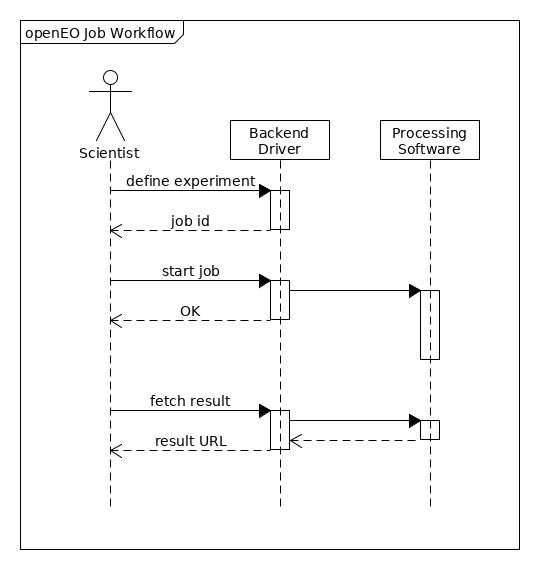 openEO Job Workflow
Scientist
Backend
Driver
Processing
Software
define experiment
job id
start job
OK
fetch result
result URL